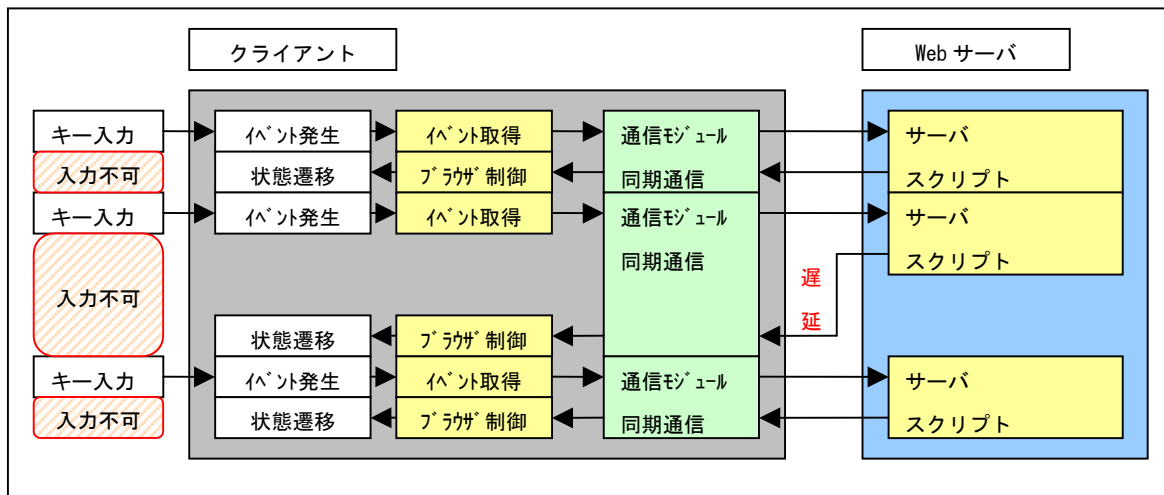 クライアント
Web サーバ
キー入力
ｲﾍﾞﾝﾄ発生
ｲﾍﾞﾝﾄ取得
通信ﾓｼﾞｭｰﾙ
サーバ
入力不可
状態遷移
ﾌﾞﾗｳｻﾞ制御
同期通信
スクリプト
キー入力
ｲﾍﾞﾝﾄ発生
ｲﾍﾞﾝﾄ取得
通信ﾓｼﾞｭｰﾙ
サーバ
同期通信
スクリプト
入力不可
遅
延
状態遷移
ﾌﾞﾗｳｻﾞ制御
キー入力
ｲﾍﾞﾝﾄ発生
ｲﾍﾞﾝﾄ取得
通信ﾓｼﾞｭｰﾙ
サーバ
入力不可
状態遷移
ﾌﾞﾗｳｻﾞ制御
同期通信
スクリプト